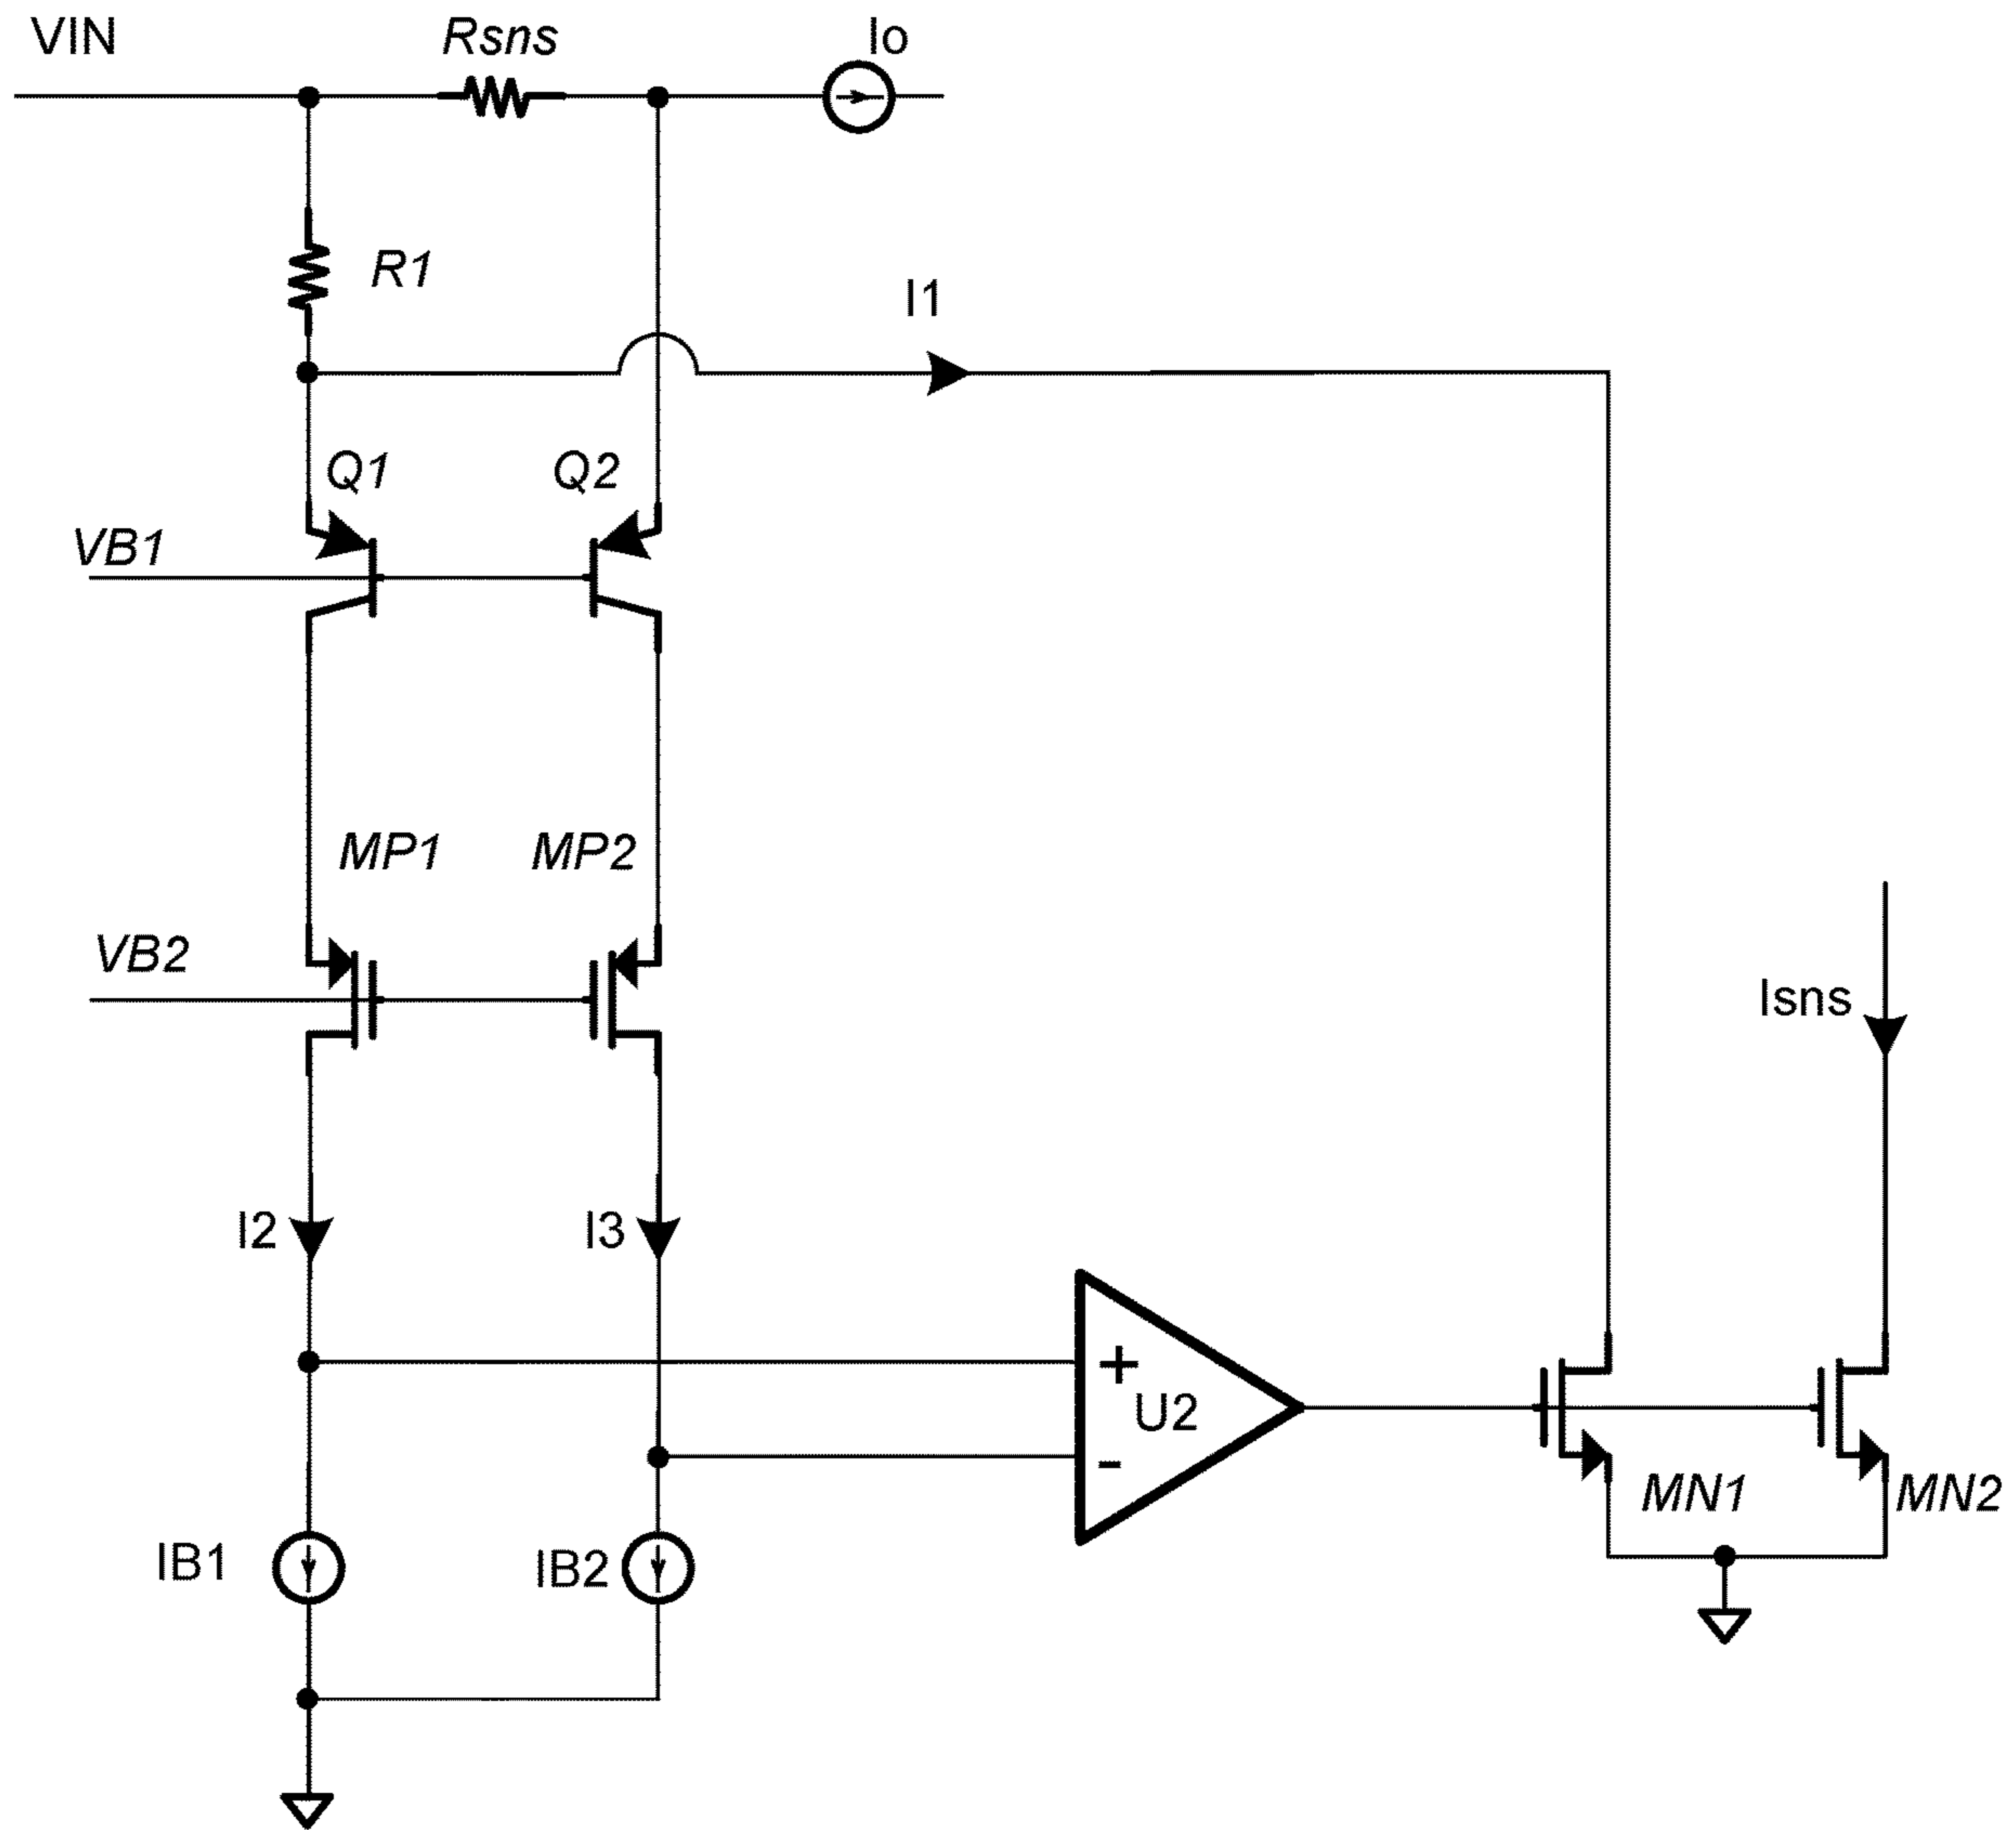 VIN
Rsns
Io
R1
I1
Q1
Q2
VB1
MP1
MP2
VB2
Isns
I2
I3
+
U2
-
MN1
MN2
IB1
IB2